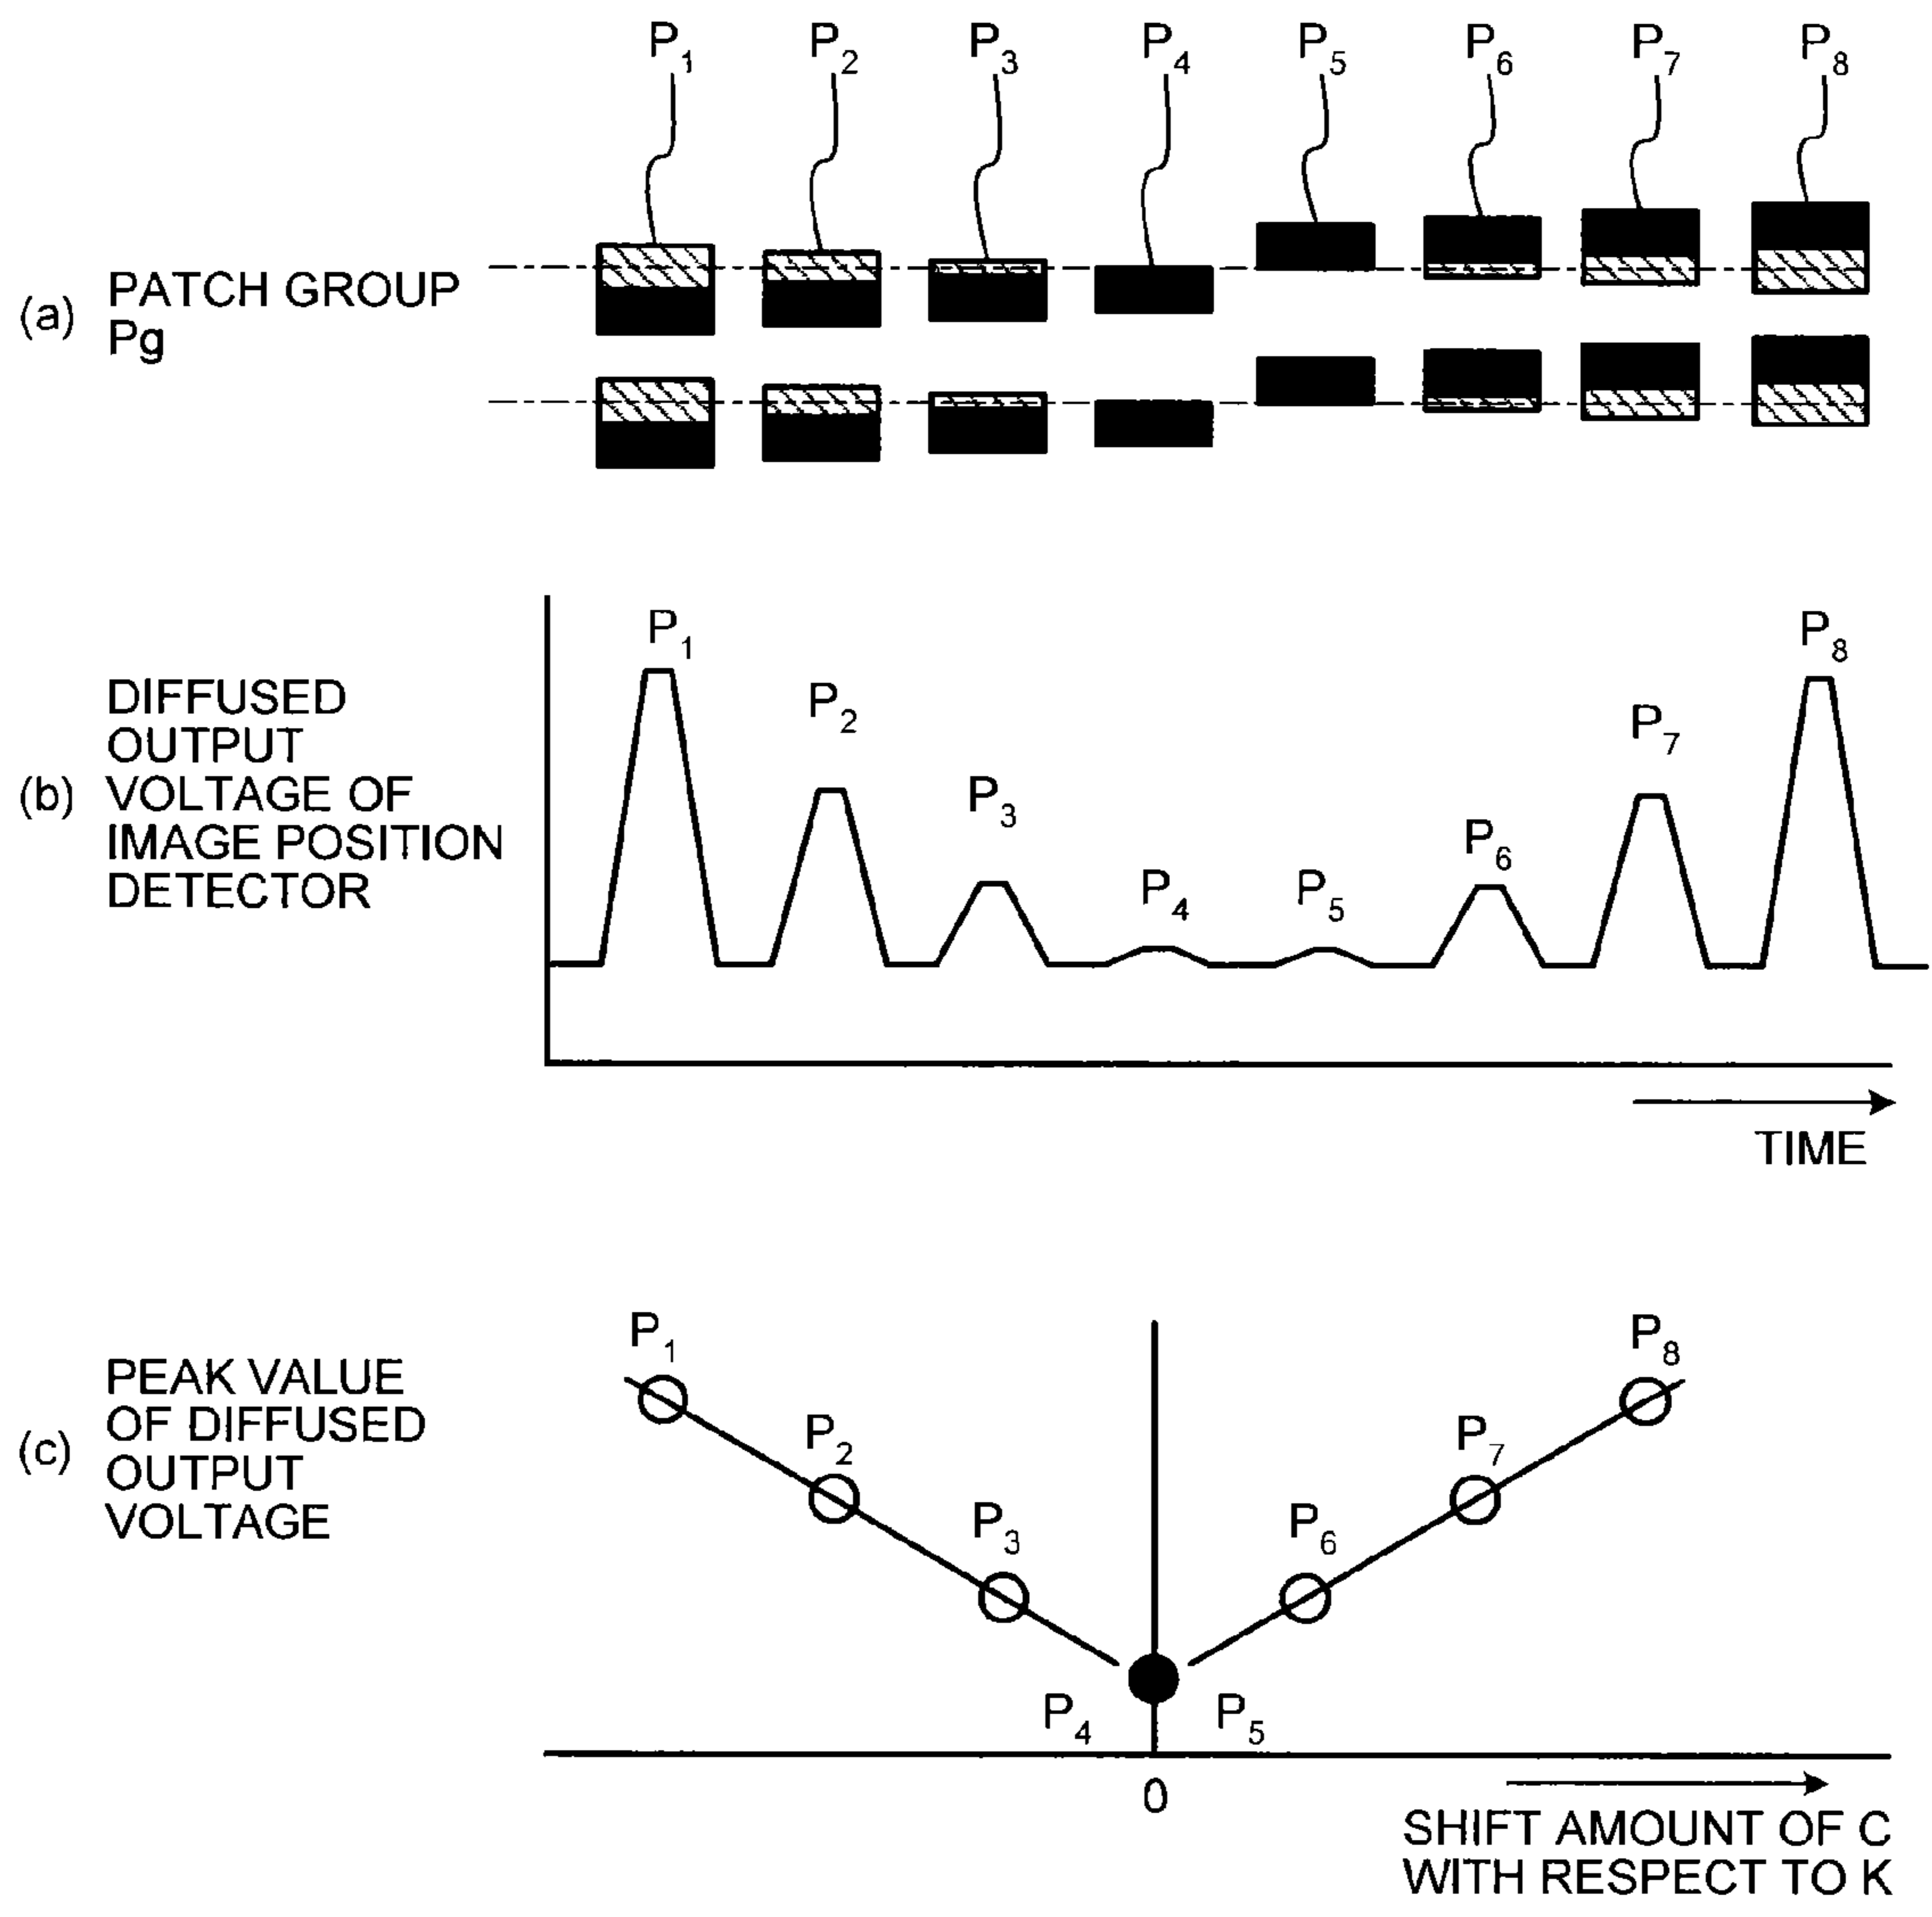 P1 P2 P3 P4 P5 P6 P7 P8
(a) PATCH GROUP
Pg
P1 P2 P3 P4 P5 P6 P7 P8
(b) DIFFUSED
OUTPUT
VOLTAGE OF
IMAGE POSITION
DETECTOR
TIME
P1 P2 P3 P4 P5 P6 P7 P8
(c) PEAK VALUE
OF DIFFUSED
OUTPUT
VOLTAGE
0
SHIFT AMOUNT OF C
WITH RESPECT TO K